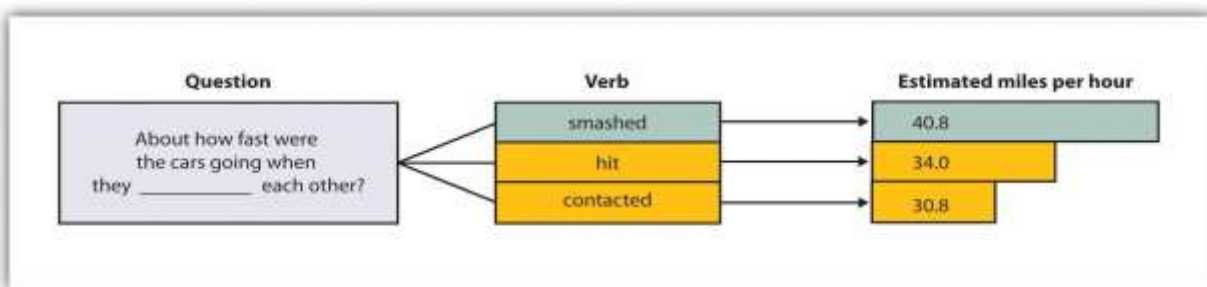 Question
About how fast were
the cars going when
they ____________ each other?
Verb
smashed
hit
contacted
Estimated miles per hour
40.8
34.0
30.8